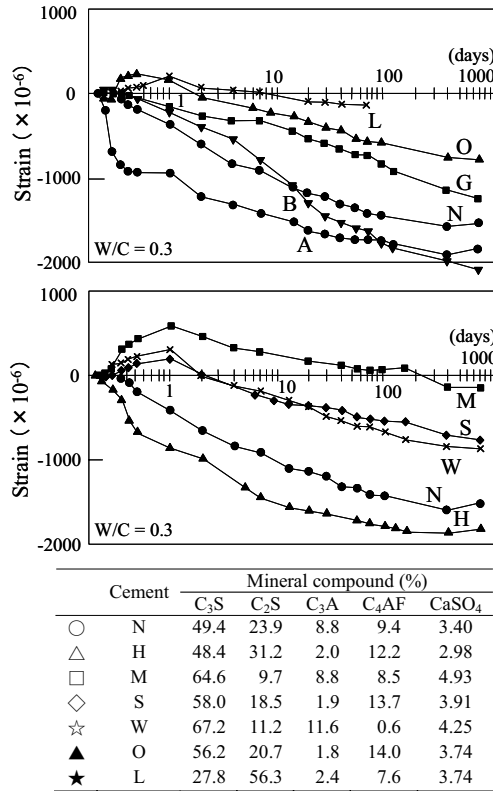 (days)
1000
0
1000
10
100
1
0
L
O
G
-1000
N
B
A
W/C = 0.3
-2000
Strain ( × 10-6)
1000
(days)
1000
0
1
10
100
M
S
W
-1000
N
H
W/C = 0.3
-2000
Strain ( × 10-6)
Cement Mineral compound (%)
C3S C2S C3A C4AF CaSO4
○ N 49.4 23.9 8.8 9.4 3.40
△ H 48.4 31.2 2.0 12.2 2.98
□ M 64.6 9.7 8.8 8.5 4.93
◇ S 58.0 18.5 1.9 13.7 3.91
☆ W 67.2 11.2 11.6 0.6 4.25
▲ O 56.2 20.7 1.8 14.0 3.74
★ L 27.8 56.3 2.4 7.6 3.74